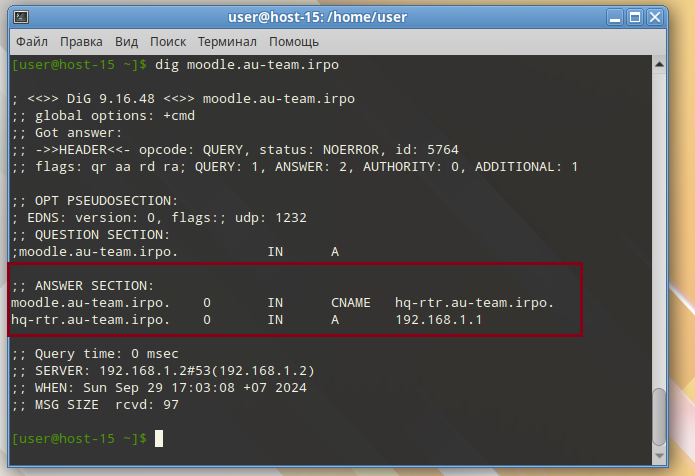 user@host-15: /home/user
Файл Правка Вид Поиск Терминал Помощь
[user@host-15 ~]$ dig moodle.au-team.irpo
; <<>> DiG 9.16.48 <<>> moodle.au-team.irpo
;; global options: +cmd
;; Got answer:
;; ->>HEADER<<- opcode: QUERY, status: NOERROR, id: 5764
;; flags: qr aa rd ra; QUERY: 1, ANSWER: 2, AUTHORITY: 0, ADDITIONAL: 1
;; OPT PSEUDOSECTION:
; EDNS: version: 0, flags:; udp: 1232
;; QUESTION SECTION:
;moodle.au-team.irpo. IN A
;; ANSWER SECTION:
moodle.au-team.irpo. 0 IN CNAME hq-rtr.au-team.irpo.
hq-rtr.au-team.irpo. 0 IN A 192.168.1.1
;; Query time: 0 msec
;; SERVER: 192.168.1.2#53(192.168.1.2)
;; WHEN: Sun Sep 29 17:03:08 +07 2024
;; MSG SIZE rcvd: 97
[user@host-15 ~]$